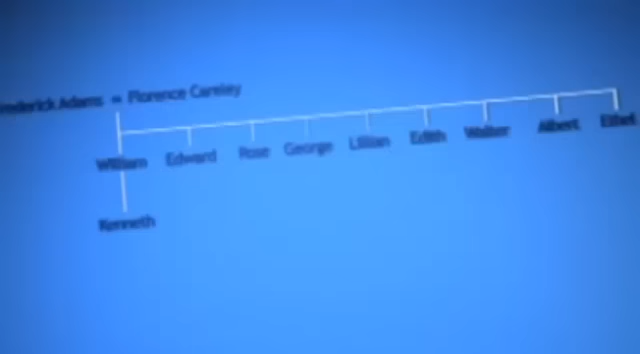 Frederick Adams = Florence Careley
William Edward Rose George Lillian Edith Walter Albert Ethel
Kenneth